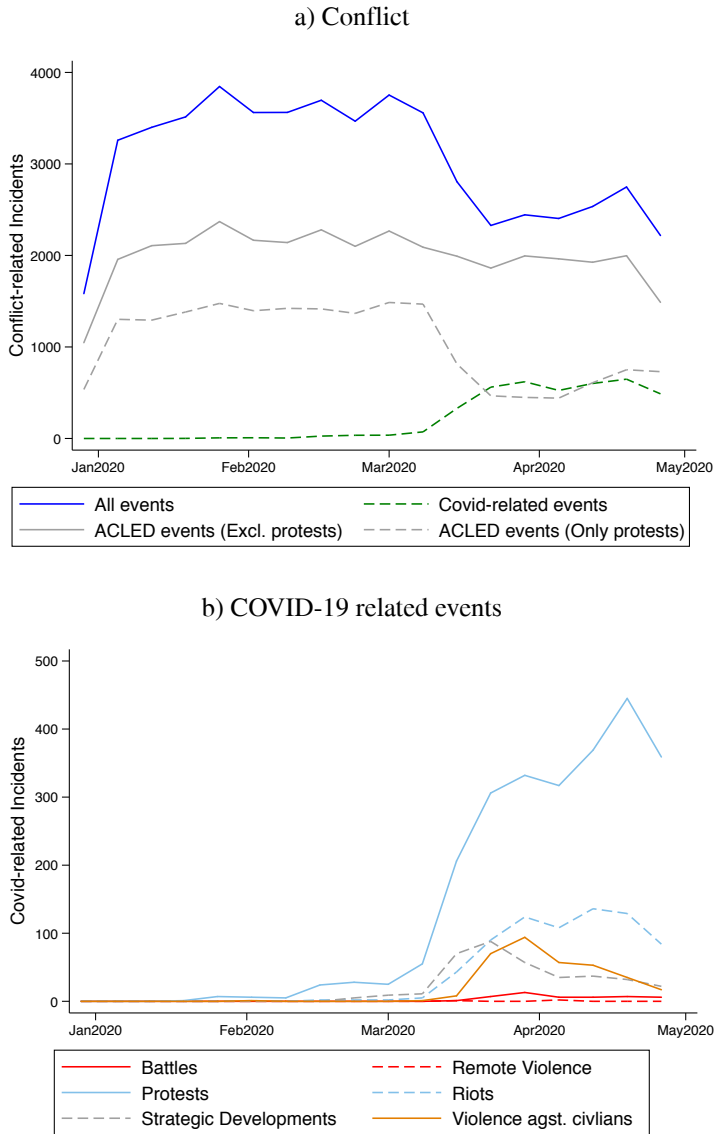 a) Conflict
4000
3000
2000
1000
0
Conflict-related Incidents
Jan2020 Feb2020 Mar2020 Apr2020 May2020
All events Covid-related events
ACLED events (Excl. protests) ACLED events (Only protests)
b) COVID-19 related events
500
400
300
200
100
0
Covid-related Incidents
Jan2020 Feb2020 Mar2020 Apr2020 May2020
Battles Remote Violence
Protests Riots
Strategic Developments Violence agst. civlians